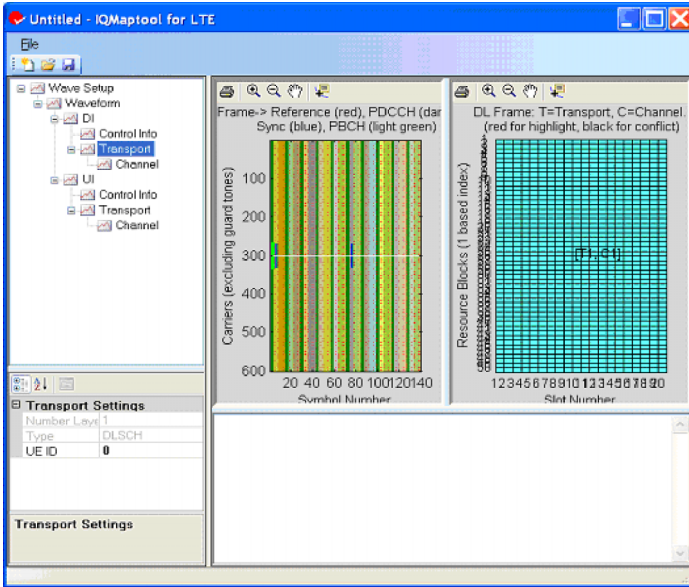 Untitled - IQMaptool for LTE
File
Wave Setup
Waveform
Dl
Control Info
Transport
Channel
Ul
Control Info
Transport
Channel
Transport Settings
Number Laye 1
Type DLSCH
UE ID 0
Transport Settings
Frame-> Reference (red), PDCCH (dar
Sync (blue), PBCH (light green)
Carriers (excluding guard tones)
100
200
300
400
500
600
20 40 60 80 100 120 140
Symbol Number
DL Frame: T=Transport, C=Channel.
(red for highlight, black for conflict)
Resource Blocks (1 based index)
[T1, C1]
Slot Number